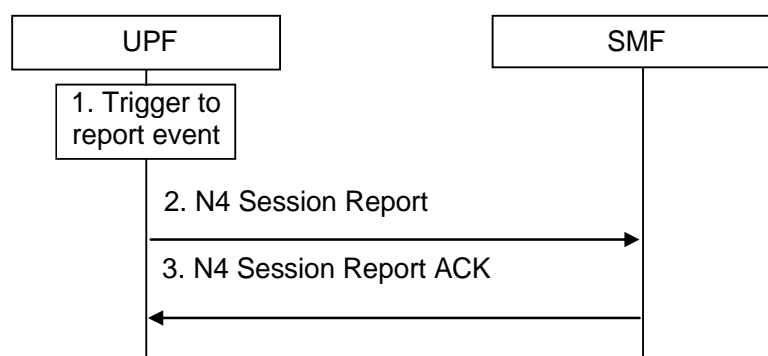 UPF
SMF
1. Trigger to
report event
2. N4 Session Report
3. N4 Session Report ACK